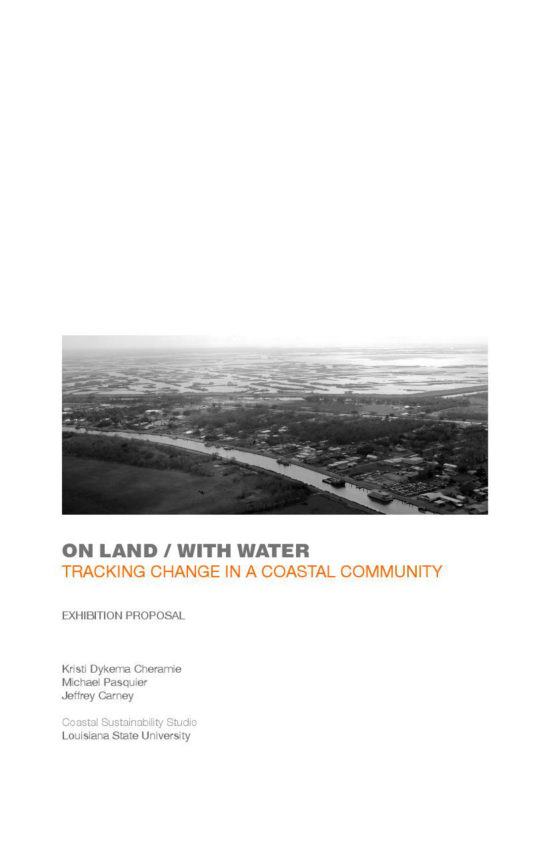 ON LAND / WITH WATER
TRACKING CHANGE IN A COASTAL COMMUNITY
EXHIBITION PROPOSAL
Kristi Dykema Cheramie
Michael Pasquier
Jeffrey Carney
Coastal Sustainability Studio
Louisiana State University